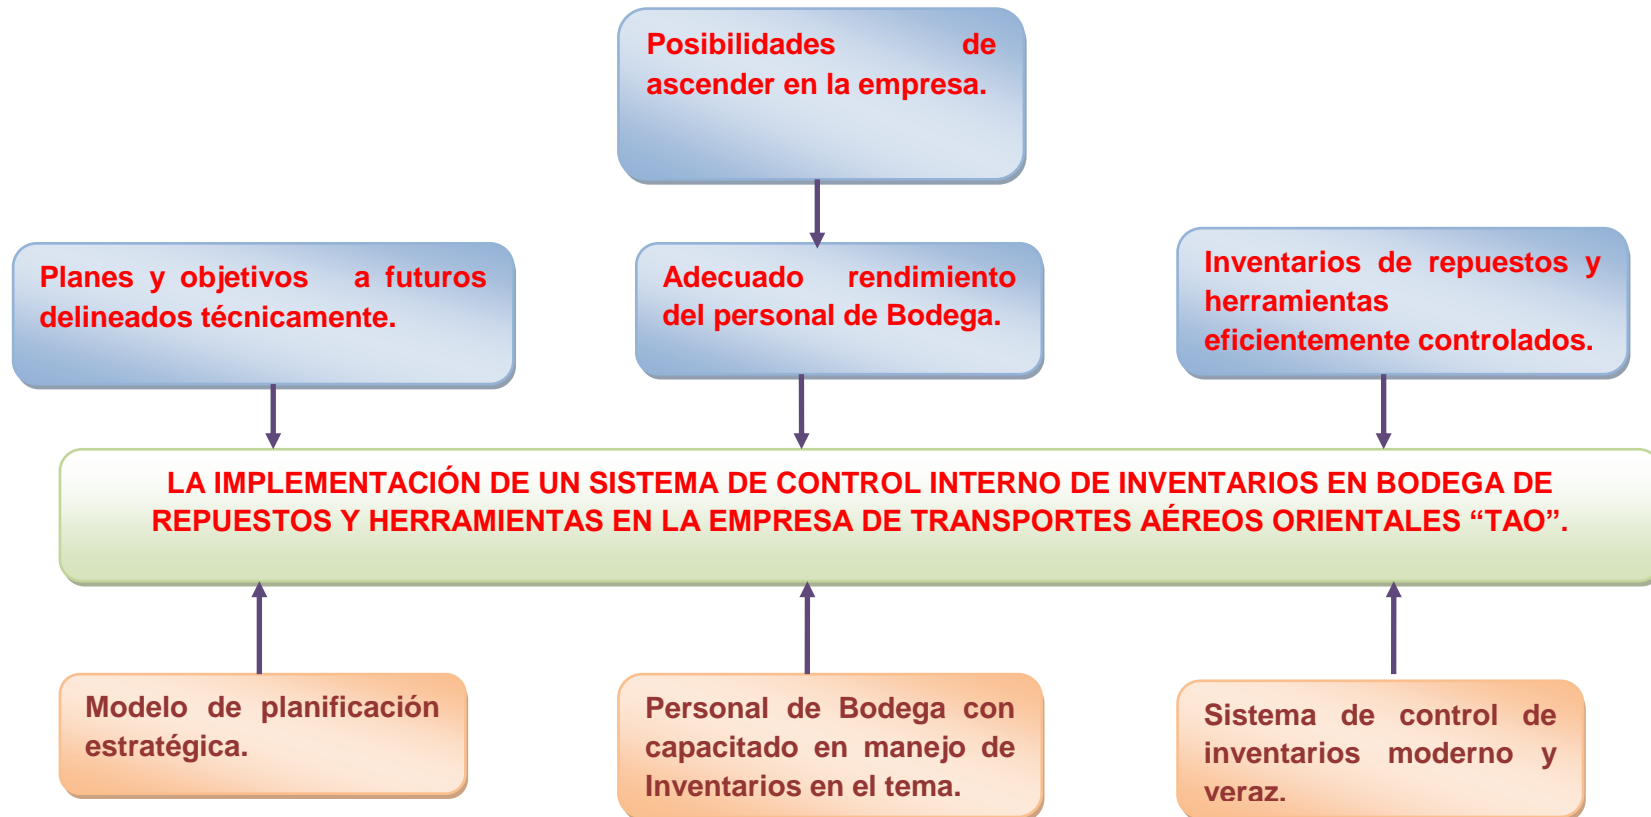 Posibilidades de
ascender en la empresa.
Planes y objetivos a futuros
delineados técnicamente.
Adecuado rendimiento
del personal de Bodega.
Inventarios de repuestos y
herramientas
eficientemente controlados.
LA IMPLEMENTACIÓN DE UN SISTEMA DE CONTROL INTERNO DE INVENTARIOS EN BODEGA DE
REPUESTOS Y HERRAMIENTAS EN LA EMPRESA DE TRANSPORTES AÉREOS ORIENTALES “TAO”.
Modelo de planificación
estratégica.
Personal de Bodega con
capacitado en manejo de
Inventarios en el tema.
Sistema de control de
inventarios moderno y
veraz.